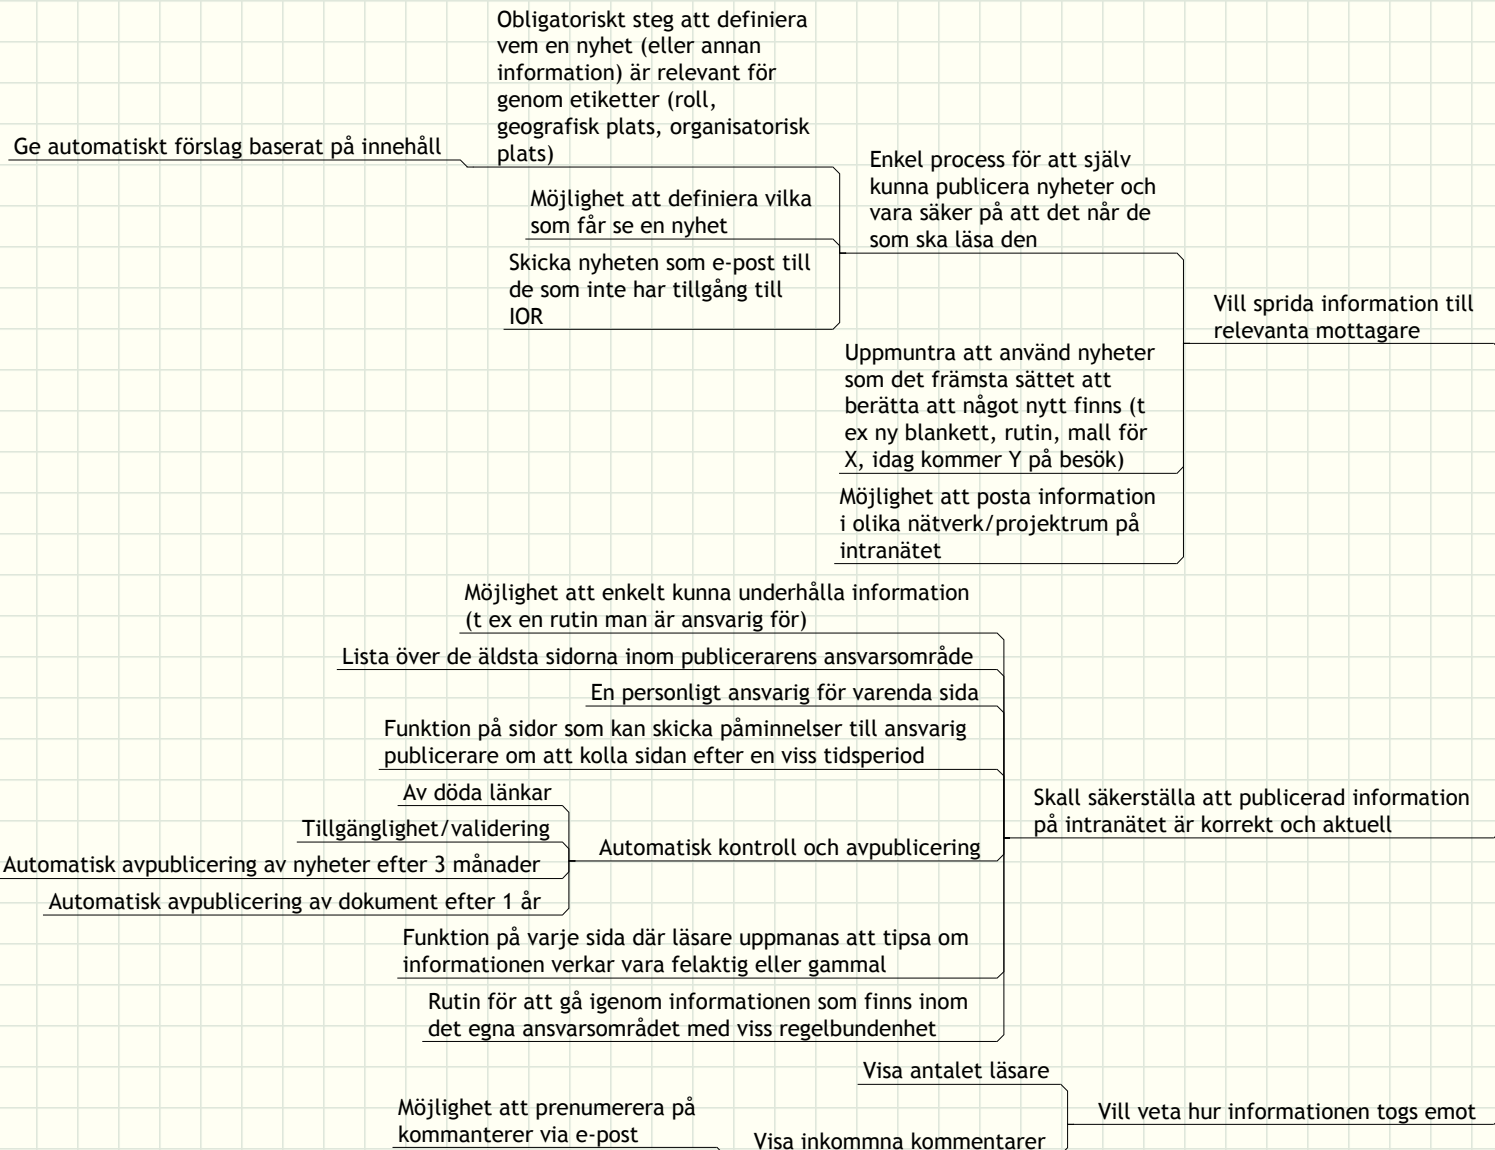 Obligatoriskt steg att definiera
vem en nyhet (eller annan
information) är relevant för
genom etiketter (roll,
geografisk plats, organisatorisk
plats)
Ge automatiskt förslag baserat på innehåll
Enkel process för att själv
kunna publicera nyheter och
vara säker på att det når de
som ska läsa den
Möjlighet att definiera vilka
som får se en nyhet
Skicka nyheten som e-post till
de som inte har tillgång till
IOR
Vill sprida information till
relevanta mottagare
Uppmuntra att använd nyheter
som det främsta sättet att
berätta att något nytt finns (t
ex ny blankett, rutin, mall för
X, idag kommer Y på besök)
Möjlighet att posta information
i olika nätverk/projektrum på
intranätet
Möjlighet att enkelt kunna underhålla information
(t ex en rutin man är ansvarig för)
Lista över de äldsta sidorna inom publicerarens ansvarsområde
En personligt ansvarig för varenda sida
Funktion på sidor som kan skicka påminnelser till ansvarig
publicerare om att kolla sidan efter en viss tidsperiod
Av döda länkar
Tillgänglighet/validering
Automatisk avpublicering av nyheter efter 3 månader
Automatisk avpublicering av dokument efter 1 år
Automatisk kontroll och avpublicering
Skall säkerställa att publicerad information
på intranätet är korrekt och aktuell
Funktion på varje sida där läsare uppmanas att tipsa om
informationen verkar vara felaktig eller gammal
Rutin för att gå igenom informationen som finns inom
det egna ansvarsområdet med viss regelbundenhet
Visa antalet läsare
Vill veta hur informationen togs emot
Möjlighet att prenumerera på
kommanterer via e-post
Visa inkommna kommentarer